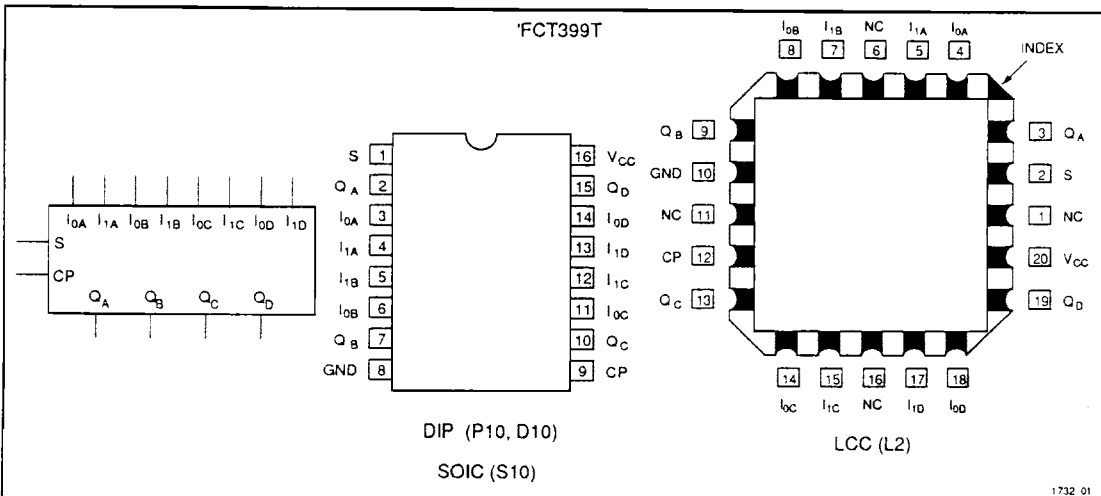 'FCT399T
I0A I1A I0B I1B I0C I1C I0D I1D
S
CP
QA QB QC QD
S 1 16 VCC
QA 2 15 QD
I0A 3 14 I0D
I1A 4 13 I1D
I1B 5 12 I1C
I0B 6 11 I0C
QB 7 10 QC
GND 8 9 CP
DIP (P10, D10)
SOIC (S10)
I0B I1B NC I1A I0A
8 7 6 5 4
INDEX
QB 9 3 QA
GND 10 2 S
NC 11 1 NC
CP 12 20 VCC
QC 13 19 QD
14 15 16 17 18
I0C I1C NC I1D I0D
LCC (L2)
1732 01